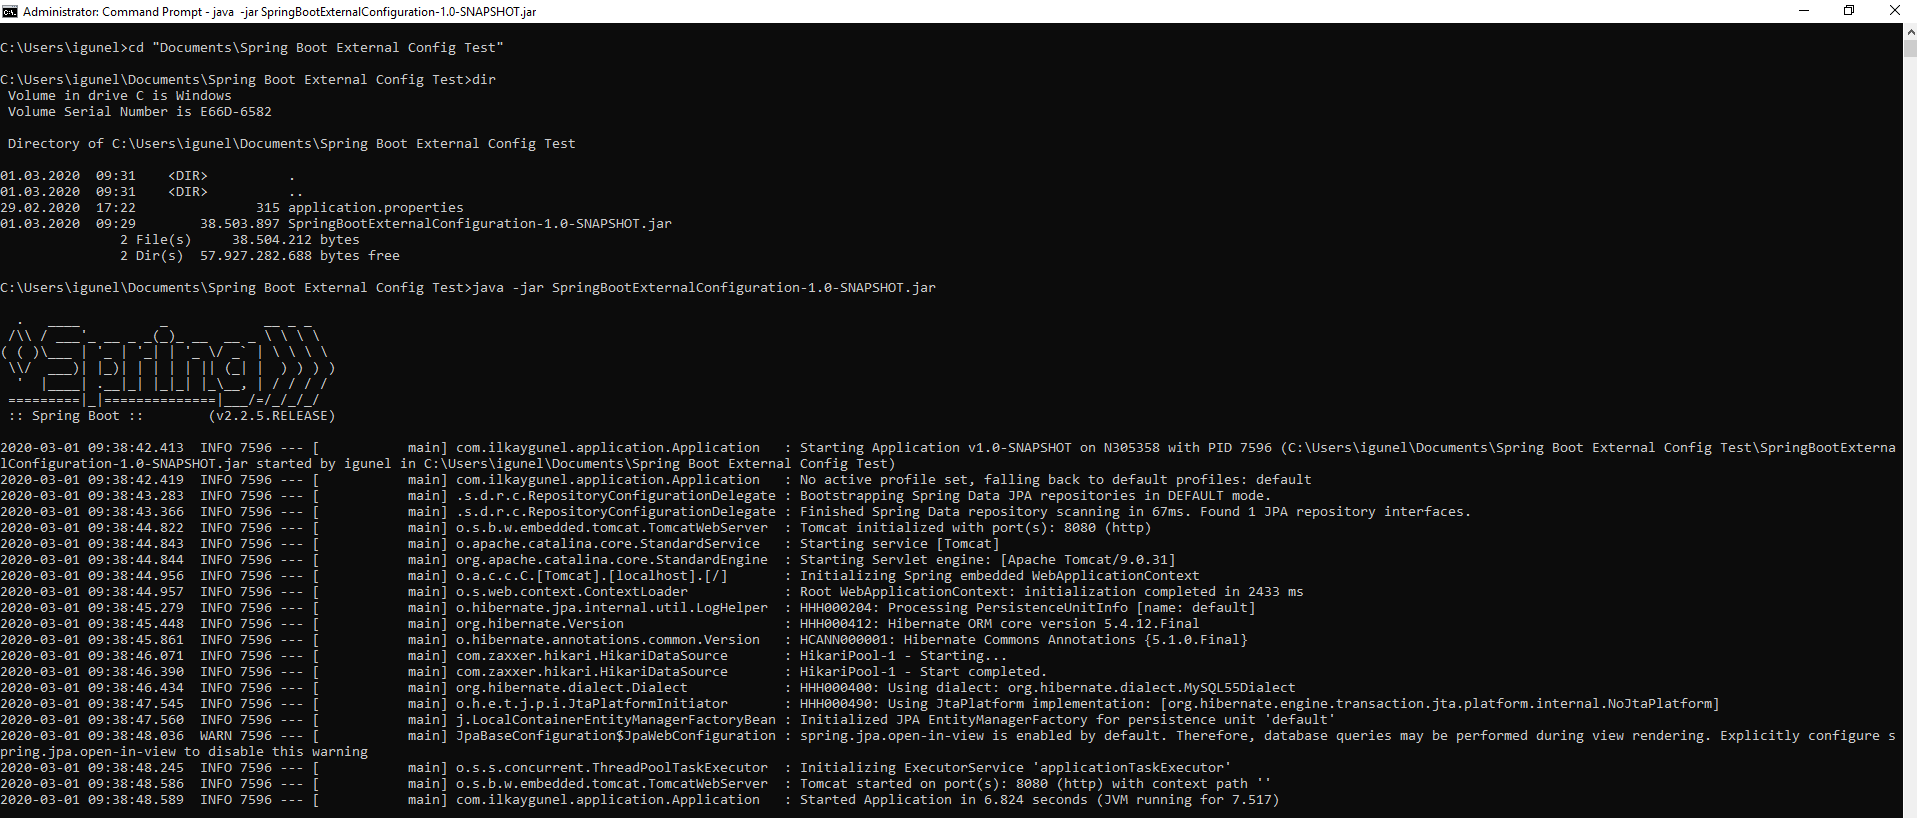 Administrator: Command Prompt - java  -jar SpringBootExternalConfiguration-1.0-SNAPSHOT.jar
C:\Users\igunel>cd "Documents\Spring Boot External Config Test"
C:\Users\igunel\Documents\Spring Boot External Config Test>dir
 Volume in drive C is Windows
 Volume Serial Number is E66D-6582
 Directory of C:\Users\igunel\Documents\Spring Boot External Config Test
01.03.2020  09:31    <DIR>          .
01.03.2020  09:31    <DIR>          ..
29.02.2020  17:22               315 application.properties
01.03.2020  09:29        38.503.897 SpringBootExternalConfiguration-1.0-SNAPSHOT.jar
               2 File(s)     38.504.212 bytes
               2 Dir(s)  57.927.282.688 bytes free
C:\Users\igunel\Documents\Spring Boot External Config Test>java -jar SpringBootExternalConfiguration-1.0-SNAPSHOT.jar
  .   ____          _            __ _ _
 /\\ / ___'_ __ _ _(_)_ __  __ _ \ \ \ \
( ( )\___ | '_ | '_| | '_ \/ _` | \ \ \ \
 \\/  ___)| |_)| | | | | || (_| |  ) ) ) )
  '  |____| .__|_| |_|_| |_\__, | / / / /
 =========|_|==============|___/=/_/_/_/
 :: Spring Boot ::        (v2.2.5.RELEASE)
2020-03-01 09:38:42.413  INFO 7596 --- [           main] com.ilkaygunel.application.Application   : Starting Application v1.0-SNAPSHOT on N305358 with PID 7596 (C:\Users\igunel\Documents\Spring Boot External Config Test\SpringBootExterna
lConfiguration-1.0-SNAPSHOT.jar started by igunel in C:\Users\igunel\Documents\Spring Boot External Config Test)
2020-03-01 09:38:42.419  INFO 7596 --- [           main] com.ilkaygunel.application.Application   : No active profile set, falling back to default profiles: default
2020-03-01 09:38:43.283  INFO 7596 --- [           main] .s.d.r.c.RepositoryConfigurationDelegate : Bootstrapping Spring Data JPA repositories in DEFAULT mode.
2020-03-01 09:38:43.366  INFO 7596 --- [           main] .s.d.r.c.RepositoryConfigurationDelegate : Finished Spring Data repository scanning in 67ms. Found 1 JPA repository interfaces.
2020-03-01 09:38:44.822  INFO 7596 --- [           main] o.s.b.w.embedded.tomcat.TomcatWebServer  : Tomcat initialized with port(s): 8080 (http)
2020-03-01 09:38:44.843  INFO 7596 --- [           main] o.apache.catalina.core.StandardService   : Starting service [Tomcat]
2020-03-01 09:38:44.844  INFO 7596 --- [           main] org.apache.catalina.core.StandardEngine  : Starting Servlet engine: [Apache Tomcat/9.0.31]
2020-03-01 09:38:44.956  INFO 7596 --- [           main] o.a.c.c.C.[Tomcat].[localhost].[/]       : Initializing Spring embedded WebApplicationContext
2020-03-01 09:38:44.957  INFO 7596 --- [           main] o.s.web.context.ContextLoader            : Root WebApplicationContext: initialization completed in 2433 ms
2020-03-01 09:38:45.279  INFO 7596 --- [           main] o.hibernate.jpa.internal.util.LogHelper  : HHH000204: Processing PersistenceUnitInfo [name: default]
2020-03-01 09:38:45.448  INFO 7596 --- [           main] org.hibernate.Version                    : HHH000412: Hibernate ORM core version 5.4.12.Final
2020-03-01 09:38:45.861  INFO 7596 --- [           main] o.hibernate.annotations.common.Version   : HCANN000001: Hibernate Commons Annotations {5.1.0.Final}
2020-03-01 09:38:46.071  INFO 7596 --- [           main] com.zaxxer.hikari.HikariDataSource       : HikariPool-1 - Starting...
2020-03-01 09:38:46.390  INFO 7596 --- [           main] com.zaxxer.hikari.HikariDataSource       : HikariPool-1 - Start completed.
2020-03-01 09:38:46.434  INFO 7596 --- [           main] org.hibernate.dialect.Dialect            : HHH000400: Using dialect: org.hibernate.dialect.MySQL55Dialect
2020-03-01 09:38:47.545  INFO 7596 --- [           main] o.h.e.t.j.p.i.JtaPlatformInitiator       : HHH000490: Using JtaPlatform implementation: [org.hibernate.engine.transaction.jta.platform.internal.NoJtaPlatform]
2020-03-01 09:38:47.560  INFO 7596 --- [           main] j.LocalContainerEntityManagerFactoryBean : Initialized JPA EntityManagerFactory for persistence unit 'default'
2020-03-01 09:38:48.036  WARN 7596 --- [           main] JpaBaseConfiguration$JpaWebConfiguration : spring.jpa.open-in-view is enabled by default. Therefore, database queries may be performed during view rendering. Explicitly configure s
pring.jpa.open-in-view to disable this warning
2020-03-01 09:38:48.245  INFO 7596 --- [           main] o.s.s.concurrent.ThreadPoolTaskExecutor  : Initializing ExecutorService 'applicationTaskExecutor'
2020-03-01 09:38:48.586  INFO 7596 --- [           main] o.s.b.w.embedded.tomcat.TomcatWebServer  : Tomcat started on port(s): 8080 (http) with context path ''
2020-03-01 09:38:48.589  INFO 7596 --- [           main] com.ilkaygunel.application.Application   : Started Application in 6.824 seconds (JVM running for 7.517)